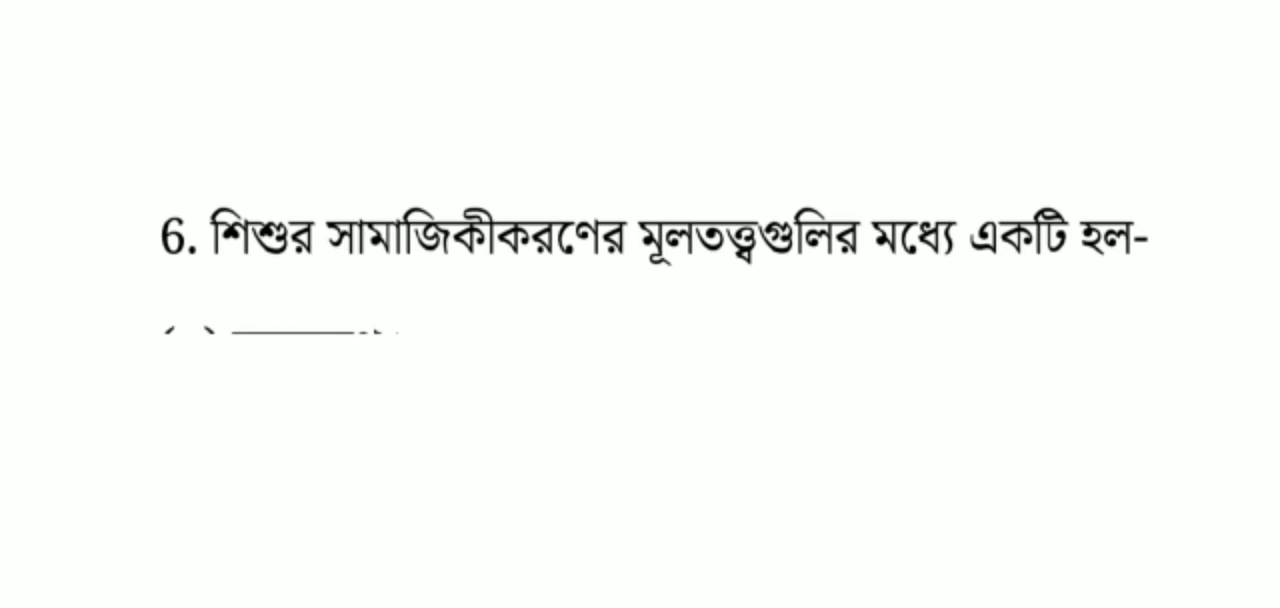 6. শিশুর সামাজিকীকরণের মূলতত্ত্বগুলির মধ্যে একটি হল-